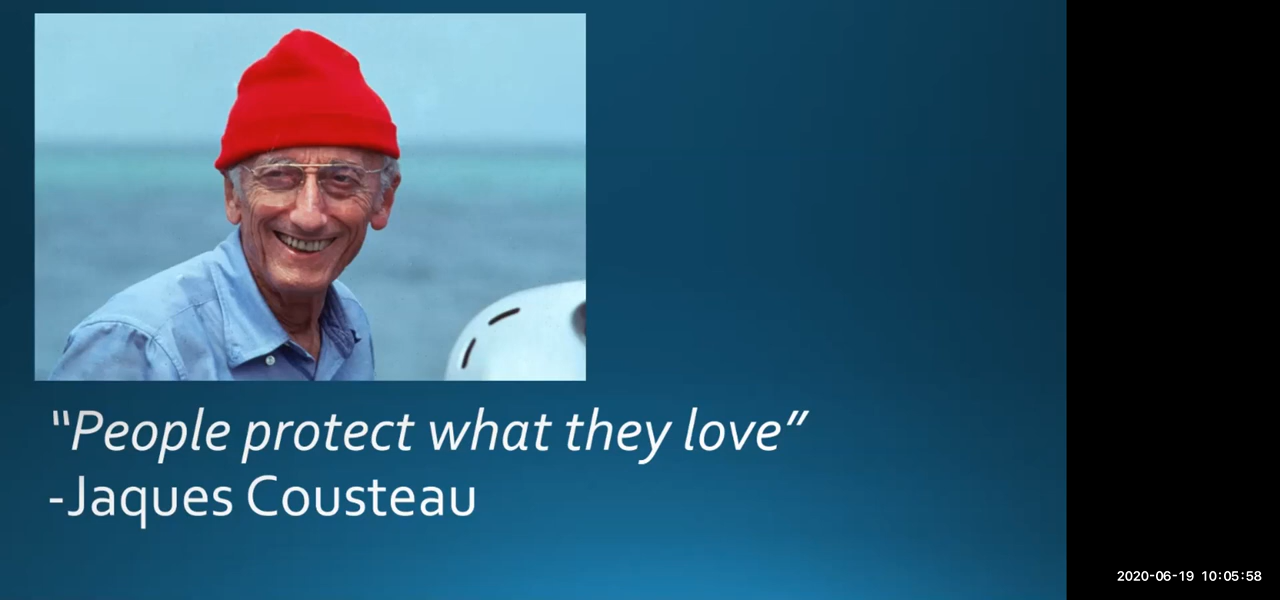 “People protect what they love”
-Jaques Cousteau
2020-06-19 10:05:58